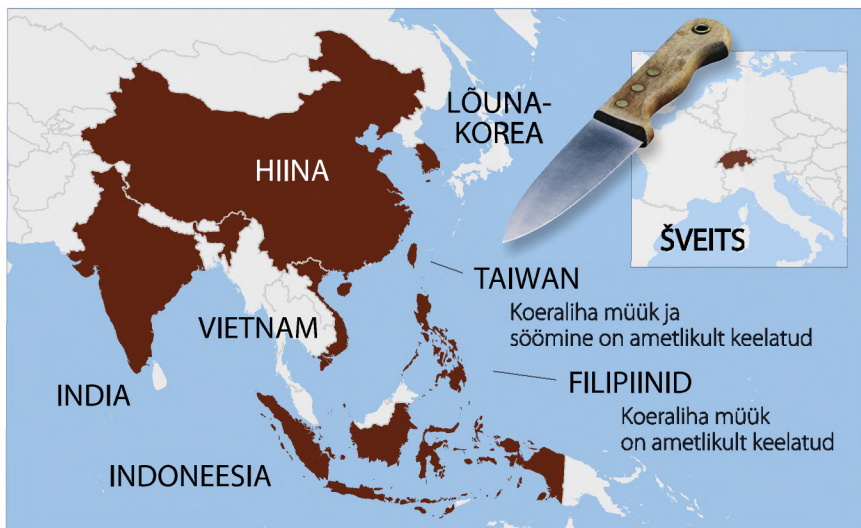 LÕUNA-
KOREA
HIINA
ŠVEITS
TAIWAN
Koeraliha müük ja
söömine on ametlikult keelatud
VIETNAM
FILIPIINID
INDIA
Koeraliha müük
on ametlikult keelatud
INDONEESIA